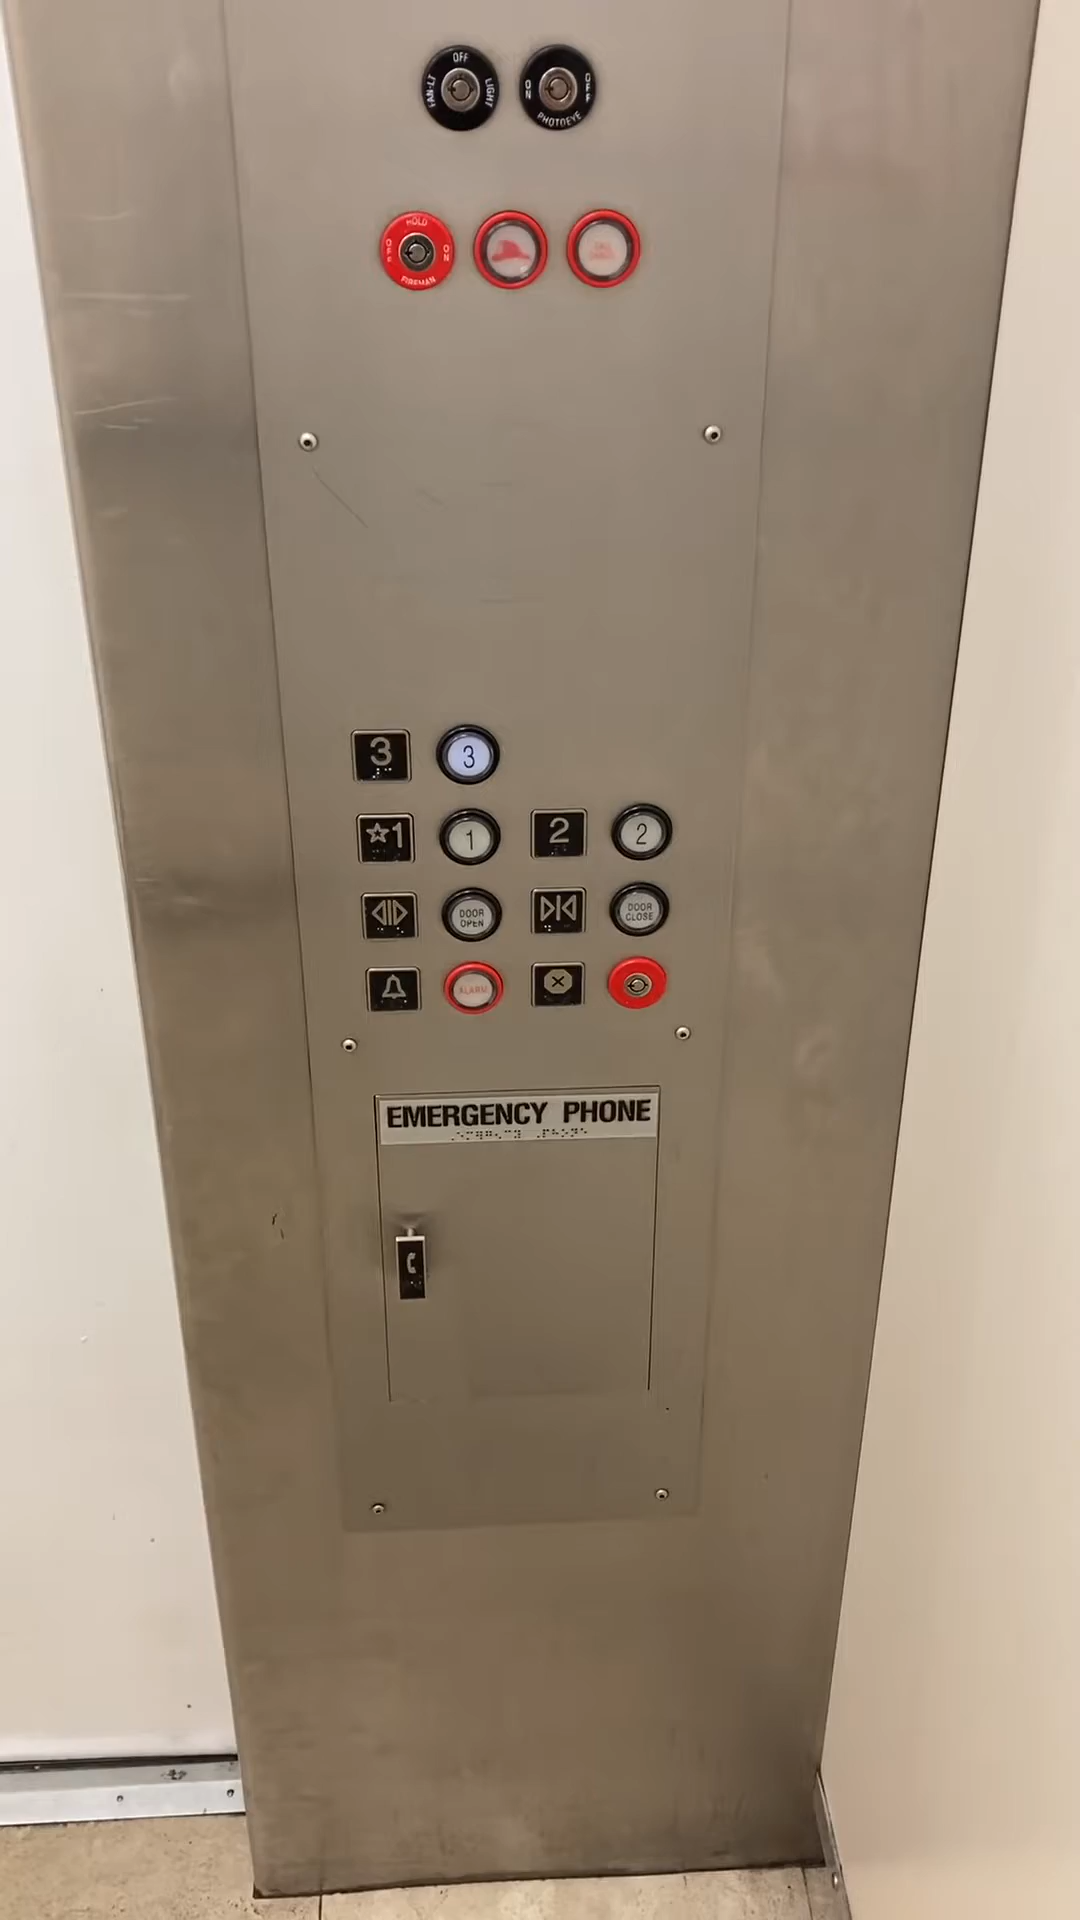 OFF
FAN-LT
LIGHT
ON
OFF
PHOTOEYE
HOLD
OFF
ON
FIREMAN
3
3
☆1
1
2
2
DOOR
OPEN
DOOR
CLOSE
ALARM
EMERGENCY PHONE